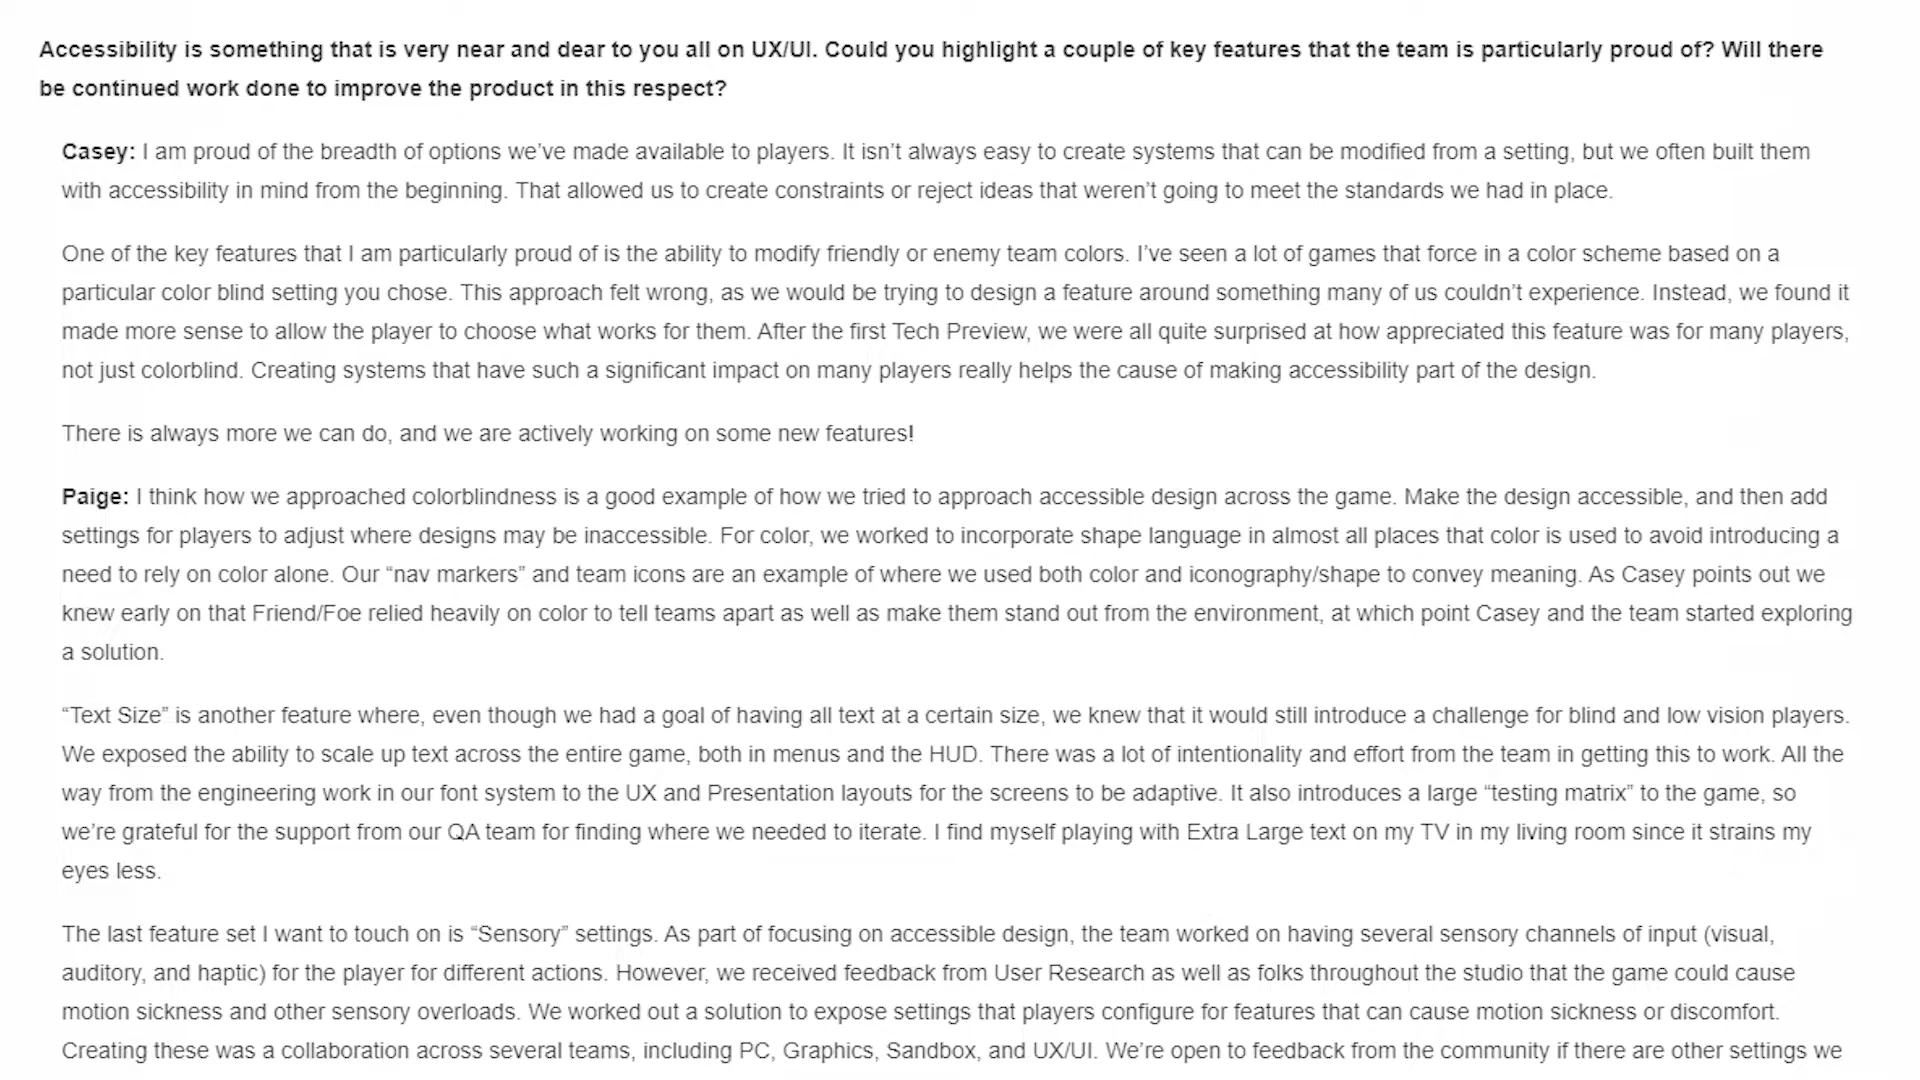 Accessibility is something that is very near and dear to you all on UX/UI. Could you highlight a couple of key features that the team is particularly proud of? Will there
be continued work done to improve the product in this respect?
Casey: I am proud of the breadth of options we’ve made available to players. It isn’t always easy to create systems that can be modified from a setting, but we often built them
with accessibility in mind from the beginning. That allowed us to create constraints or reject ideas that weren’t going to meet the standards we had in place.
One of the key features that I am particularly proud of is the ability to modify friendly or enemy team colors. I’ve seen a lot of games that force in a color scheme based on a
particular color blind setting you chose. This approach felt wrong, as we would be trying to design a feature around something many of us couldn’t experience. Instead, we found it
made more sense to allow the player to choose what works for them. After the first Tech Preview, we were all quite surprised at how appreciated this feature was for many players,
not just colorblind. Creating systems that have such a significant impact on many players really helps the cause of making accessibility part of the design.
There is always more we can do, and we are actively working on some new features!
Paige: I think how we approached colorblindness is a good example of how we tried to approach accessible design across the game. Make the design accessible, and then add
settings for players to adjust where designs may be inaccessible. For color, we worked to incorporate shape language in almost all places that color is used to avoid introducing a
need to rely on color alone. Our “nav markers” and team icons are an example of where we used both color and iconography/shape to convey meaning. As Casey points out we
knew early on that Friend/Foe relied heavily on color to tell teams apart as well as make them stand out from the environment, at which point Casey and the team started exploring
a solution.
“Text Size” is another feature where, even though we had a goal of having all text at a certain size, we knew that it would still introduce a challenge for blind and low vision players.
We exposed the ability to scale up text across the entire game, both in menus and the HUD. There was a lot of intentionality and effort from the team in getting this to work. All the
way from the engineering work in our font system to the UX and Presentation layouts for the screens to be adaptive. It also introduces a large “testing matrix” to the game, so
we’re grateful for the support from our QA team for finding where we needed to iterate. I find myself playing with Extra Large text on my TV in my living room since it strains my
eyes less.
The last feature set I want to touch on is “Sensory” settings. As part of focusing on accessible design, the team worked on having several sensory channels of input (visual,
auditory, and haptic) for the player for different actions. However, we received feedback from User Research as well as folks throughout the studio that the game could cause
motion sickness and other sensory overloads. We worked out a solution to expose settings that players configure for features that can cause motion sickness or discomfort.
Creating these was a collaboration across several teams, including PC, Graphics, Sandbox, and UX/UI. We’re open to feedback from the community if there are other settings we